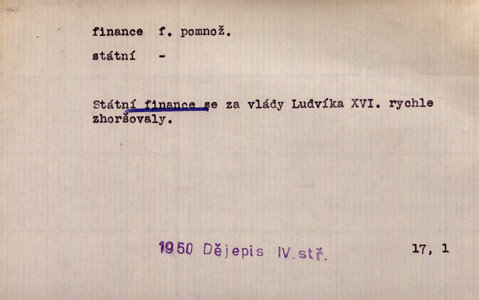 finance f. pomnož.
státní -
Státní finance se za vlády Ludvíka XVI. rychle
zhoršovaly.
1950 Dějepis IV. stř. 17, 1